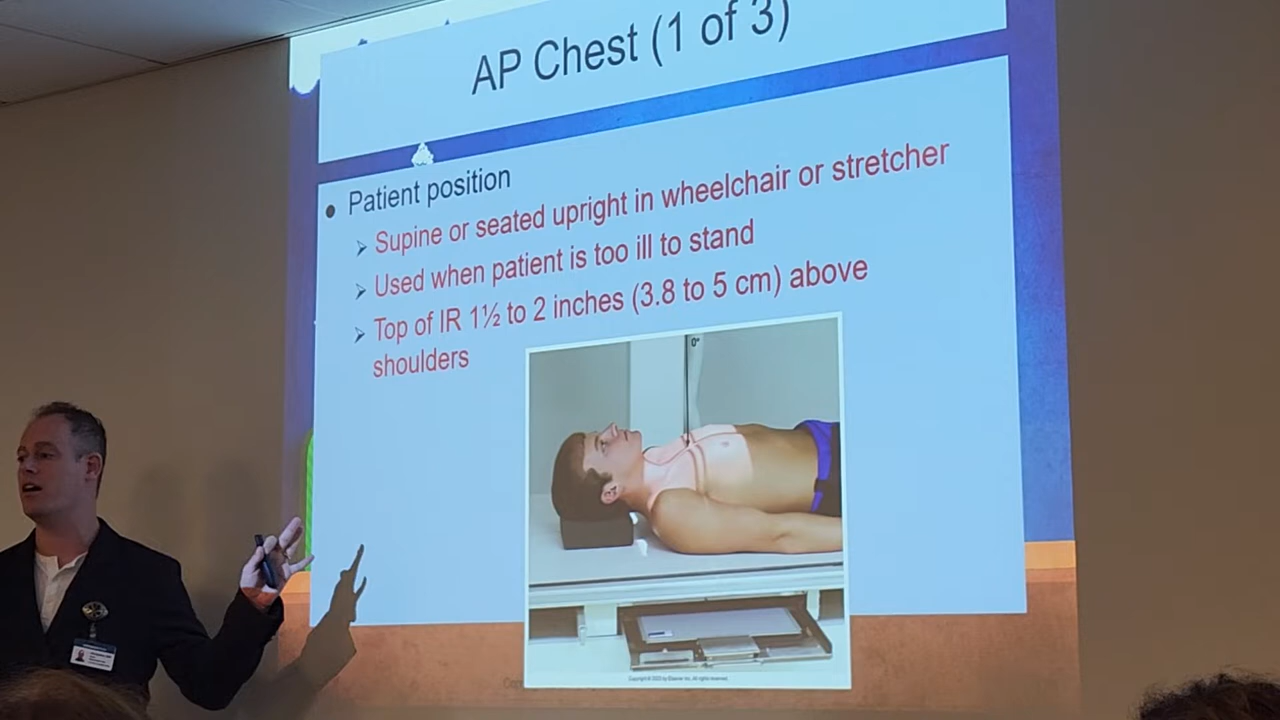 AP Chest (1 of 3)
Patient position
Supine or seated upright in wheelchair or stretcher
Used when patient is too ill to stand
Top of IR 1½ to 2 inches (3.8 to 5 cm) above
shoulders
0°